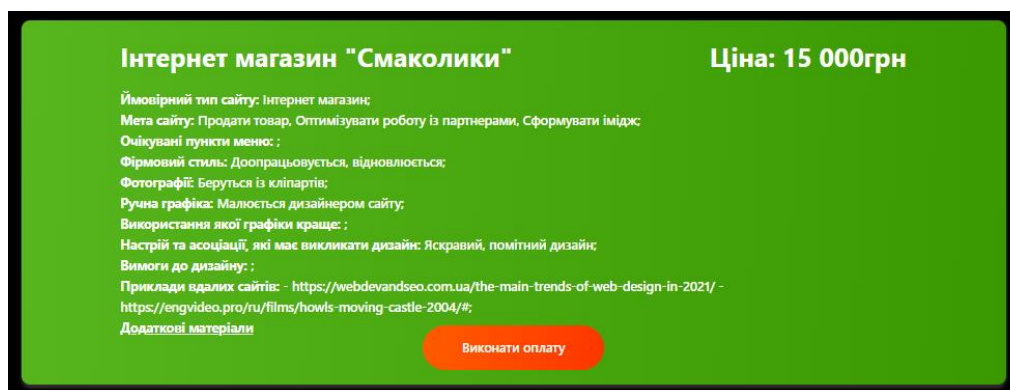 Інтернет магазин "Смаколики"
Ціна: 15 000грн
Ймовірний тип сайту: Інтернет магазин;
Мета сайту: Продати товар, Оптимізувати роботу із партнерами, Сформувати імідж;
Очікувані пункти меню: ;
Фірмовий стиль: Доопрацьовується, відновлюється;
Фотографії: Беруться із кліпартів;
Ручна графіка: Малюється дизайнером сайту;
Використання якої графіки краще: ;
Настрій та асоціації, які має викликати дизайн: Яскравий, помітний дизайн;
Вимоги до дизайну: ;
Приклади вдалих сайтів: - https://webdevandseo.com.ua/the-main-trends-of-web-design-in-2021/ -
https://engvideo.pro/ru/films/howls-moving-castle-2004/#;
Додаткові матеріали
Виконати оплату